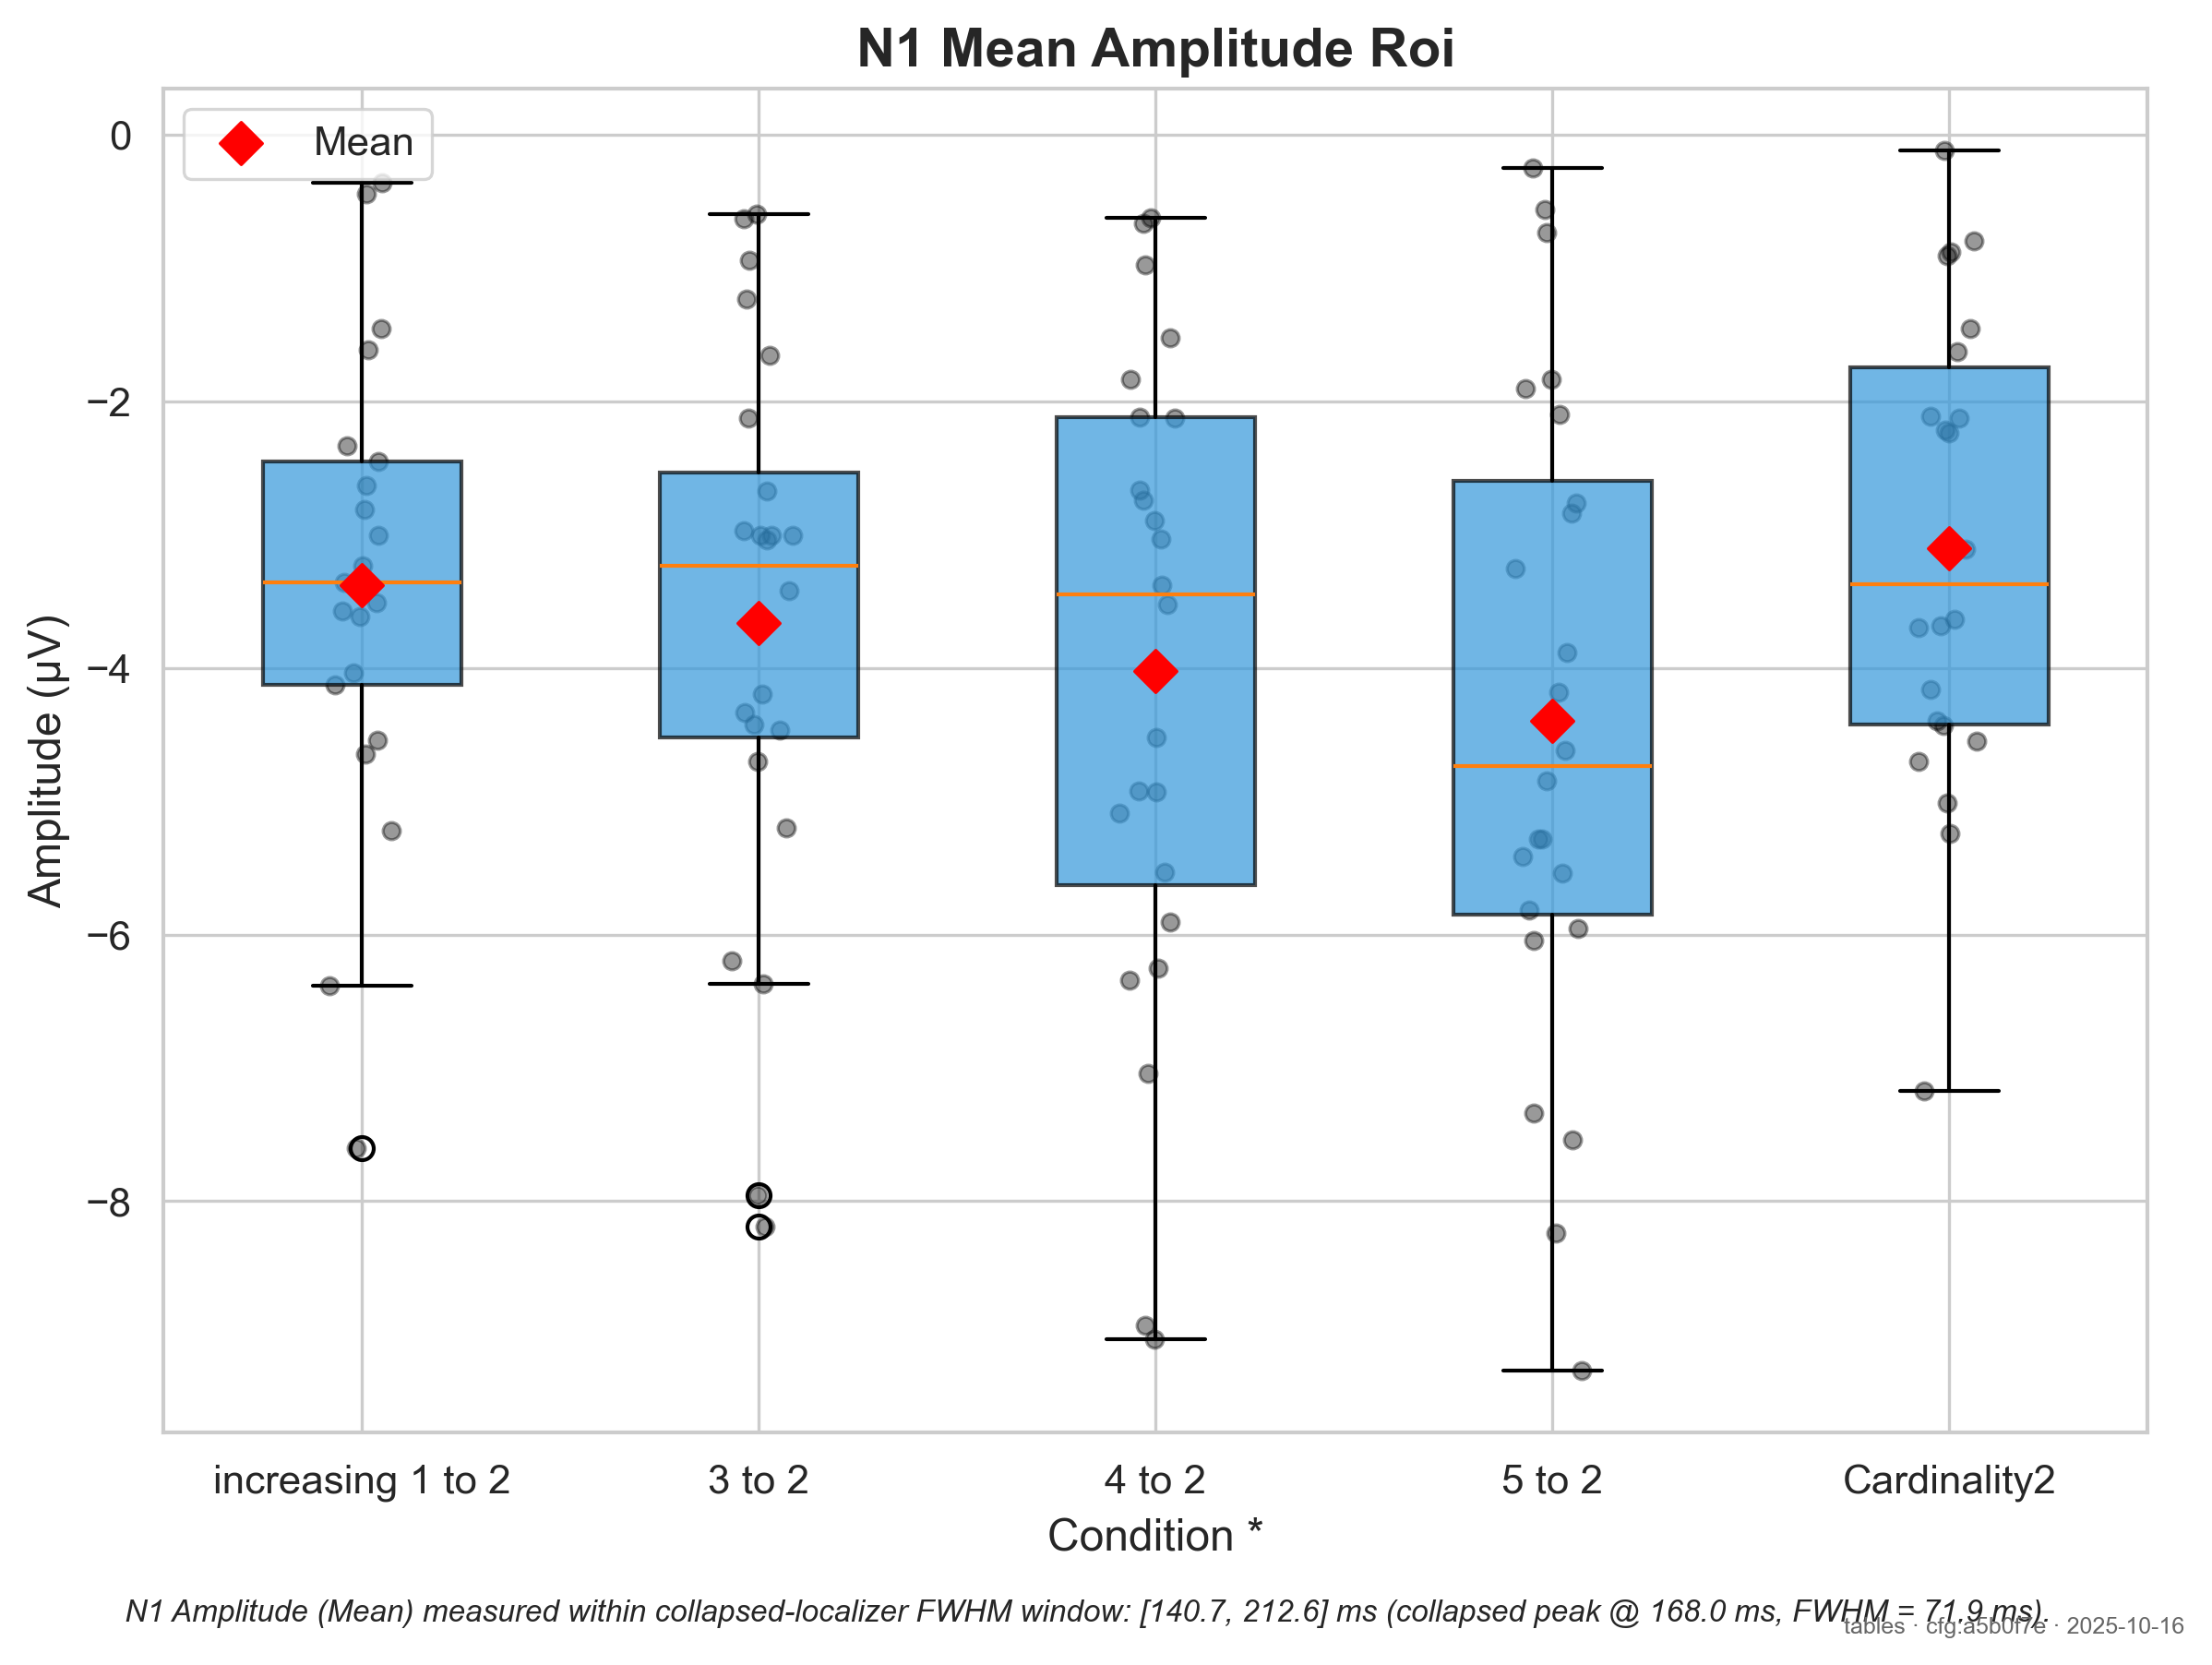 N1 Mean Amplitude Roi
Mean
0
−2
−4
−6
−8
Amplitude (μV)
increasing 1 to 2
3 to 2
4 to 2
5 to 2
Cardinality2
Condition *
N1 Amplitude (Mean) measured within collapsed-localizer FWHM window: [140.7, 212.6] ms (collapsed peak @ 168.0 ms, FWHM = 71.9 ms).
tables · cfg:a5b0f7e · 2025-10-16